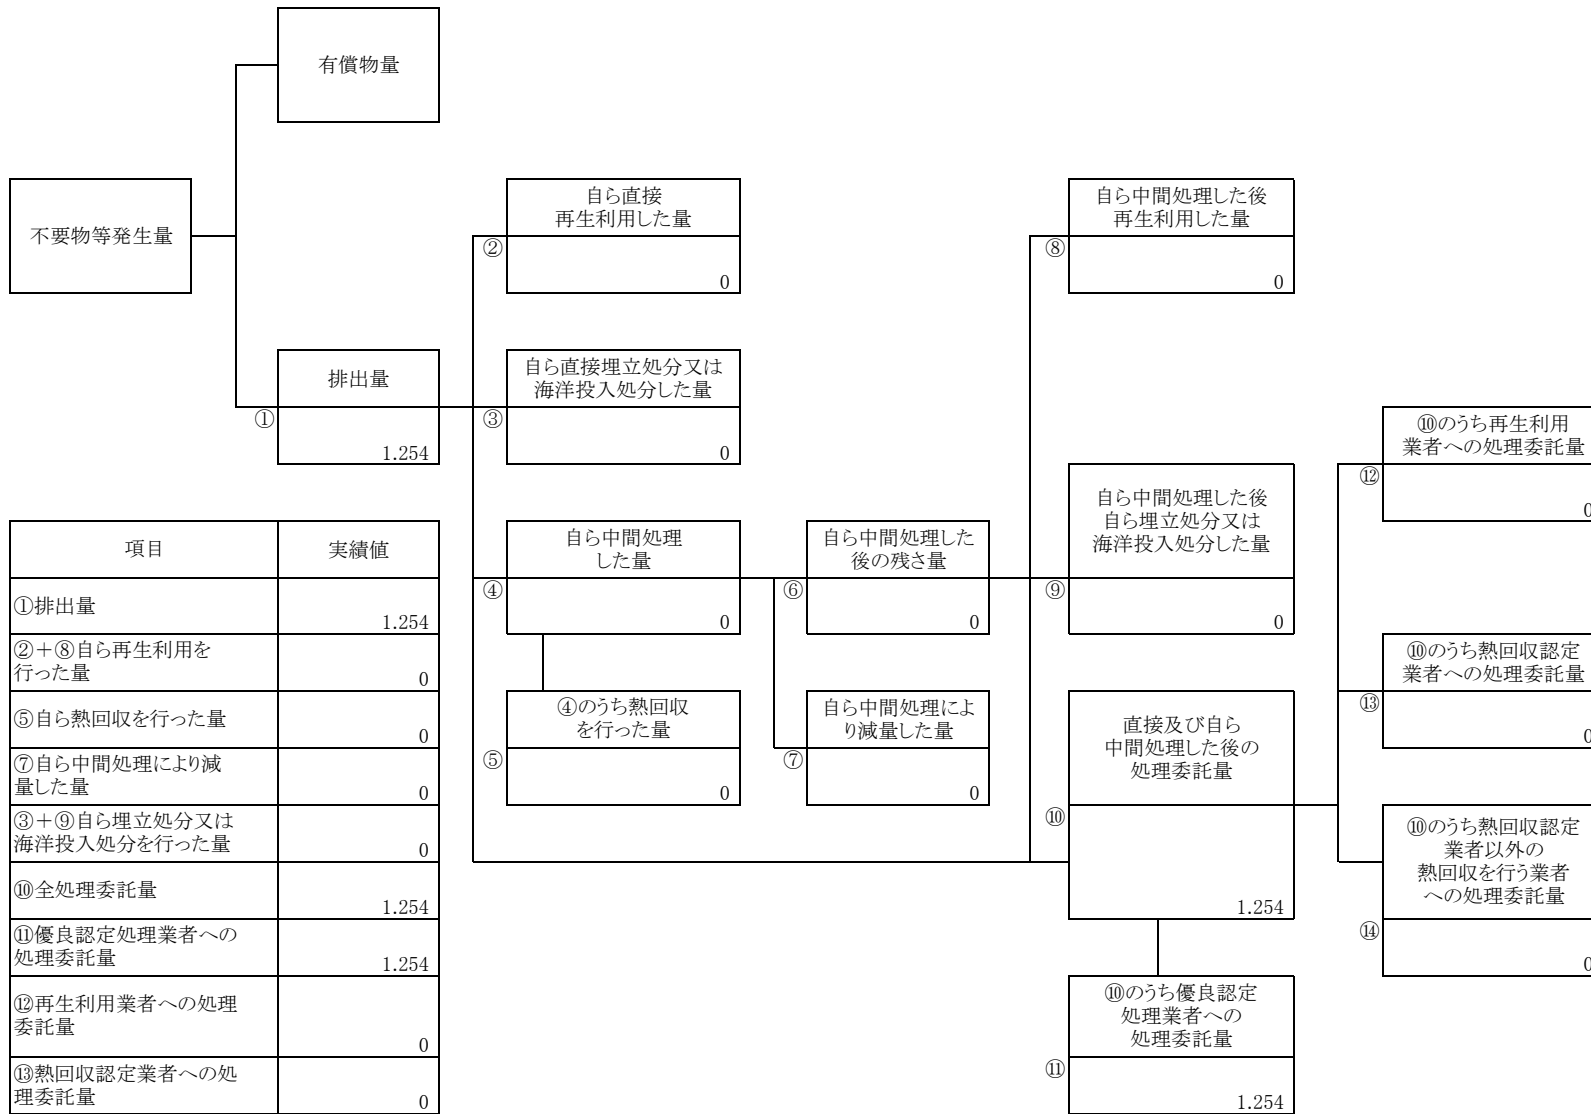 有償物量
不要物等発生量
自ら直接
再生利用した量
②
0
自ら中間処理した後
再生利用した量
⑧
0
排出量
①
1.254
自ら直接埋立処分又は
海洋投入処分した量
③
0
⑩のうち再生利用
業者への処理委託量
⑫
0
自ら中間処理
した量
④
0
自ら中間処理した
後の残さ量
⑥
0
自ら中間処理した後
自ら埋立処分又は
海洋投入処分した量
⑨
0
⑩のうち熱回収認定
業者への処理委託量
⑬
0
④のうち熱回収
を行った量
⑤
0
自ら中間処理によ
り減量した量
⑦
0
直接及び自ら
中間処理した後の
処理委託量
⑩
1.254
⑩のうち熱回収認定
業者以外の
熱回収を行う業者
への処理委託量
⑭
0
⑩のうち優良認定
処理業者への
処理委託量
⑪
1.254
項目 実績値
①排出量 1.254
②+⑧自ら再生利用を
行った量 0
⑤自ら熱回収を行った量 0
⑦自ら中間処理により減
量した量 0
③+⑨自ら埋立処分又は
海洋投入処分を行った量 0
⑩全処理委託量 1.254
⑪優良認定処理業者への
処理委託量 1.254
⑫再生利用業者への処理
委託量 0
⑬熱回収認定業者への処
理委託量 0